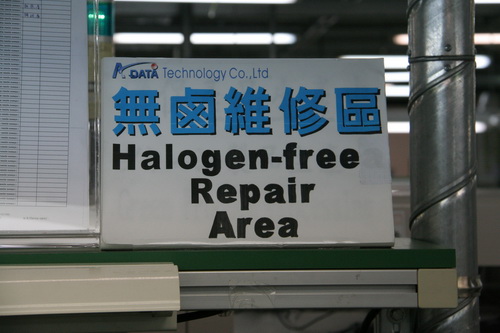 ADATA Technology Co., Ltd
無鹵維修區
Halogen-free
Repair
Area